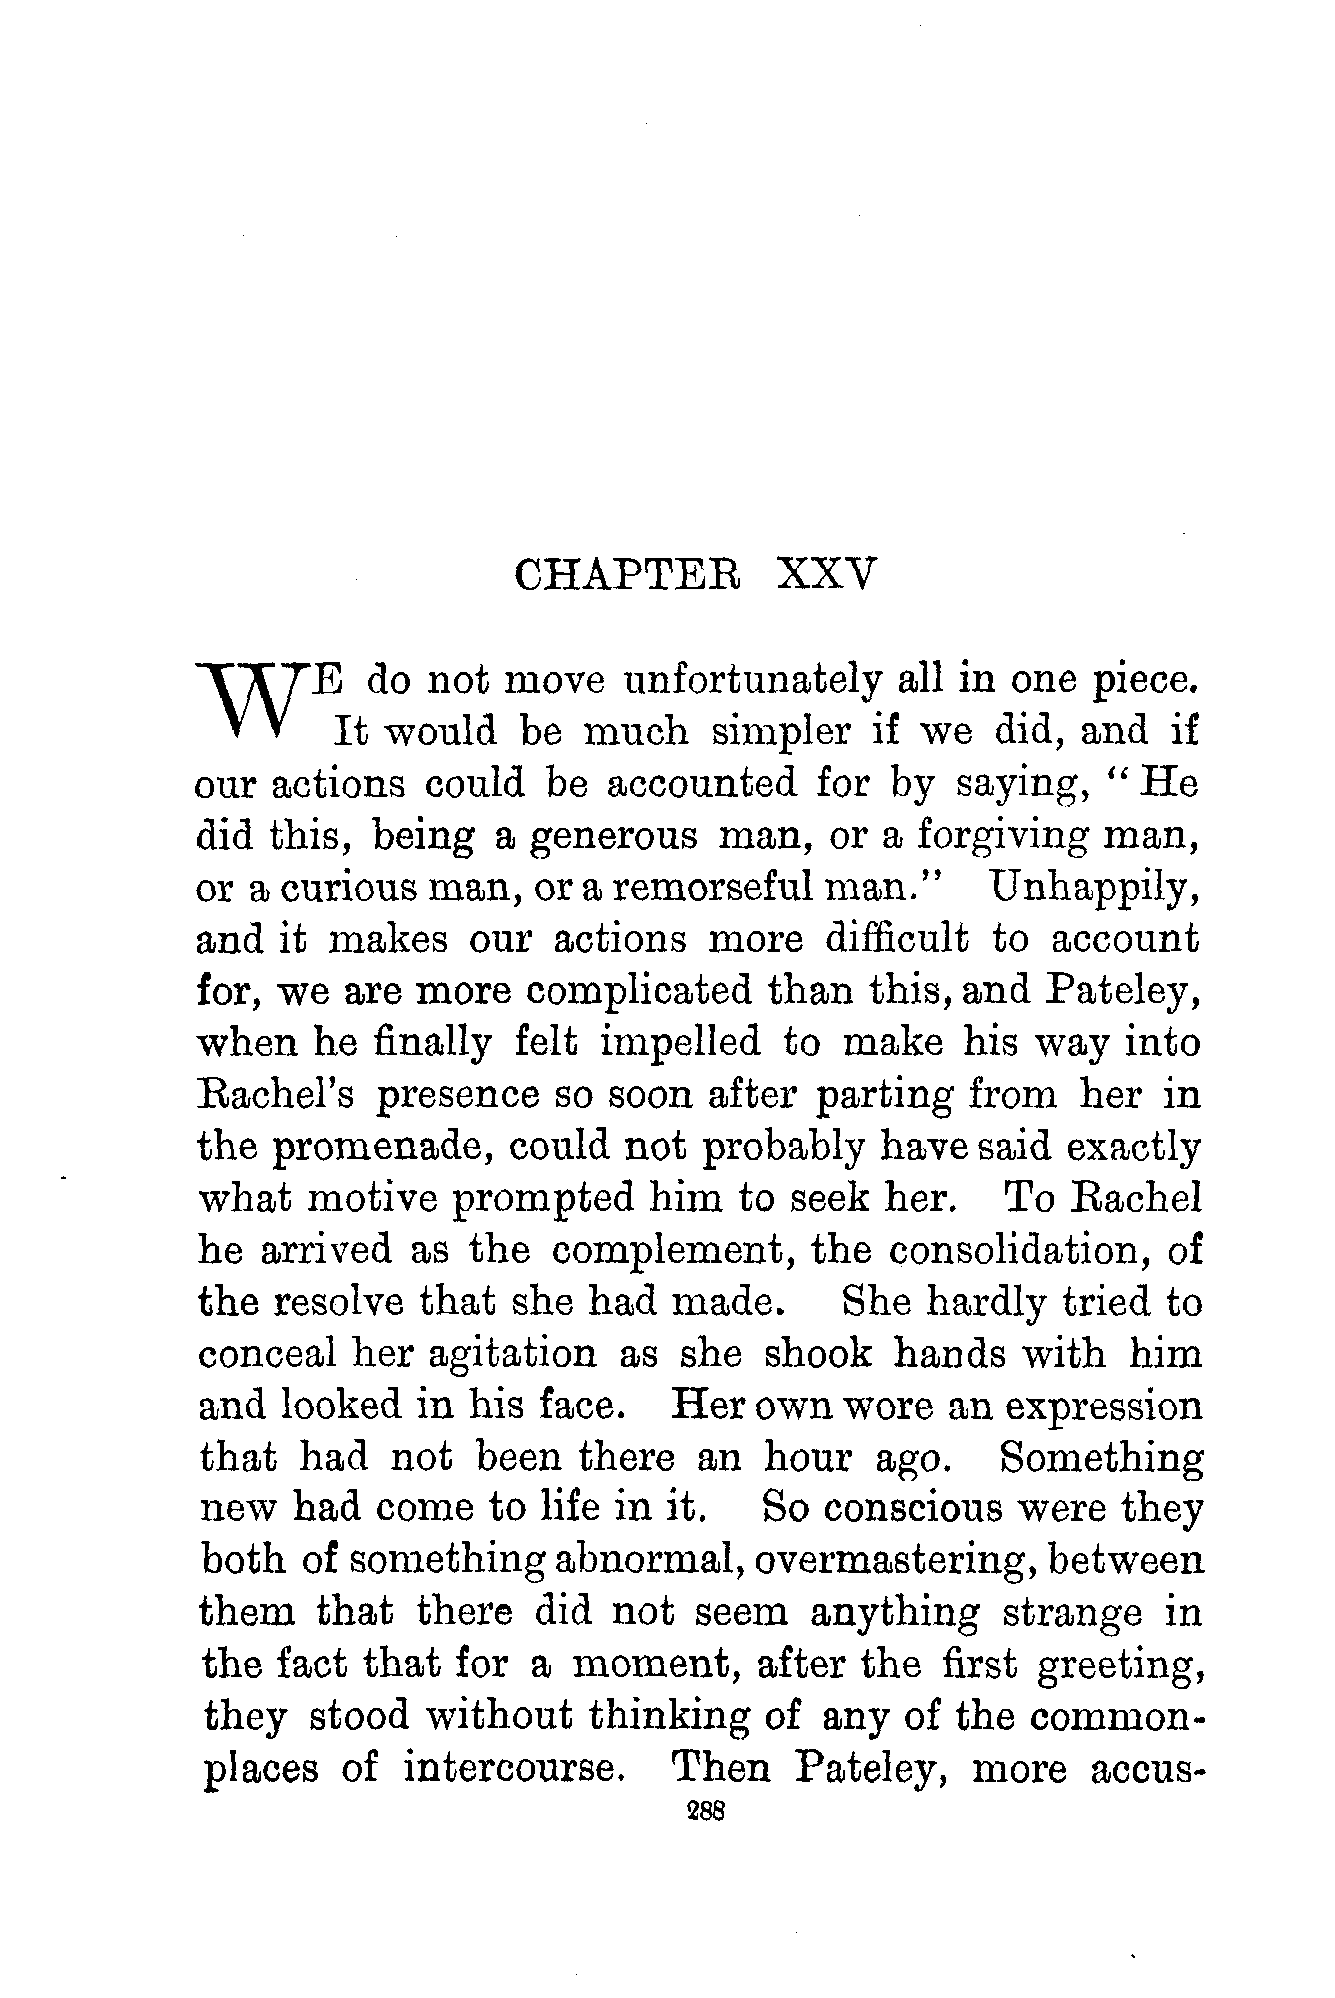 CHAPTER XXV
WE do not move unfortunately all in one piece.
It would be much simpler if we did, and if
our actions could be accounted for by saying, “ He
did this, being a generous man, or a forgiving man,
or a curious man, or a remorseful man.” Unhappily,
and it makes our actions more difficult to account
for, we are more complicated than this, and Pateley,
when he finally felt impelled to make his way into
Rachel's presence so soon after parting from her in
the promenade, could not probably have said exactly
what motive prompted him to seek her. To Rachel
he arrived as the complement, the consolidation, of
the resolve that she had made. She hardly tried to
conceal her agitation as she shook hands with him
and looked in his face. Her own wore an expression
that had not been there an hour ago. Something
new had come to life in it. So conscious were they
both of something abnormal, overmastering, between
them that there did not seem anything strange in
the fact that for a moment, after the first greeting,
they stood without thinking of any of the common-
places of intercourse. Then Pateley, more accus-
288